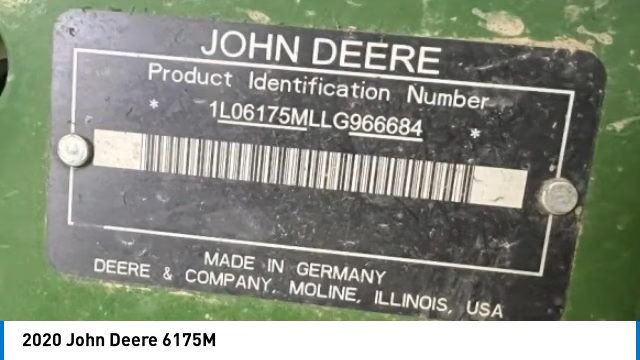 JOHN DEERE
Product Identification Number
* 1L06175MLLG966684 *
MADE IN GERMANY
DEERE & COMPANY, MOLINE, ILLINOIS, USA
2020 John Deere 6175M